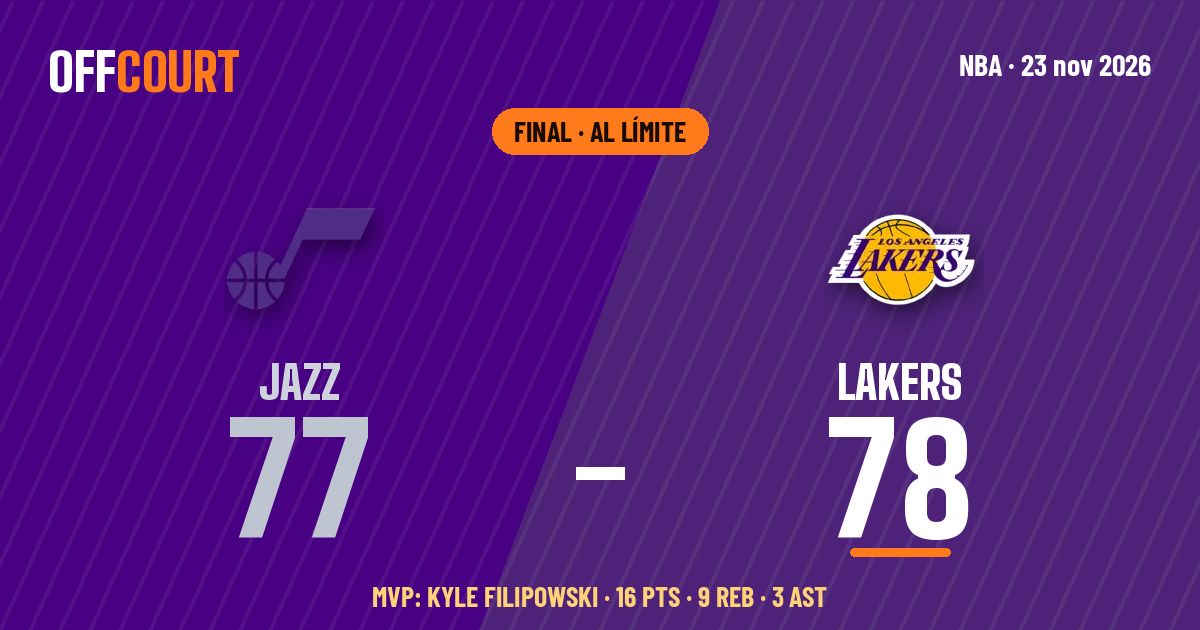 OFFCOURT
NBA · 23 nov 2026
FINAL · AL LÍMITE
LOS ANGELES
LAKERS
JAZZ
LAKERS
77
–
78
MVP: KYLE FILIPOWSKI · 16 PTS · 9 REB · 3 AST